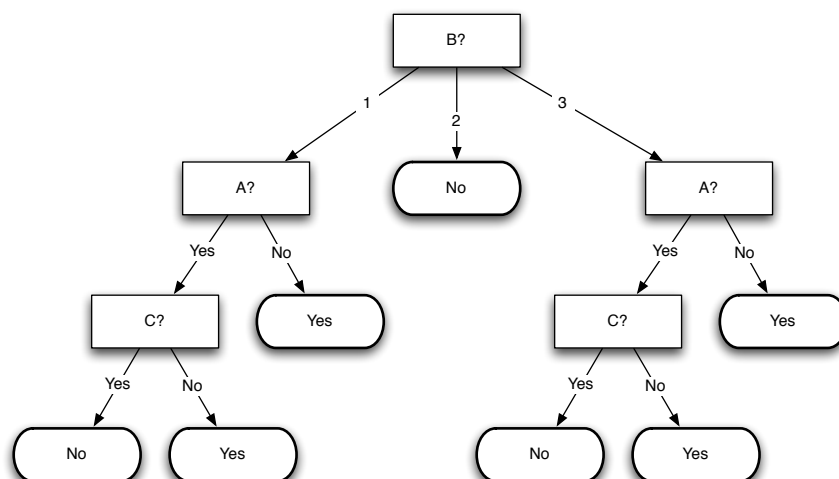 B?
1
2
3
A?
No
A?
Yes
No
Yes
No
C?
Yes
C?
Yes
Yes
No
Yes
No
No
Yes
No
Yes